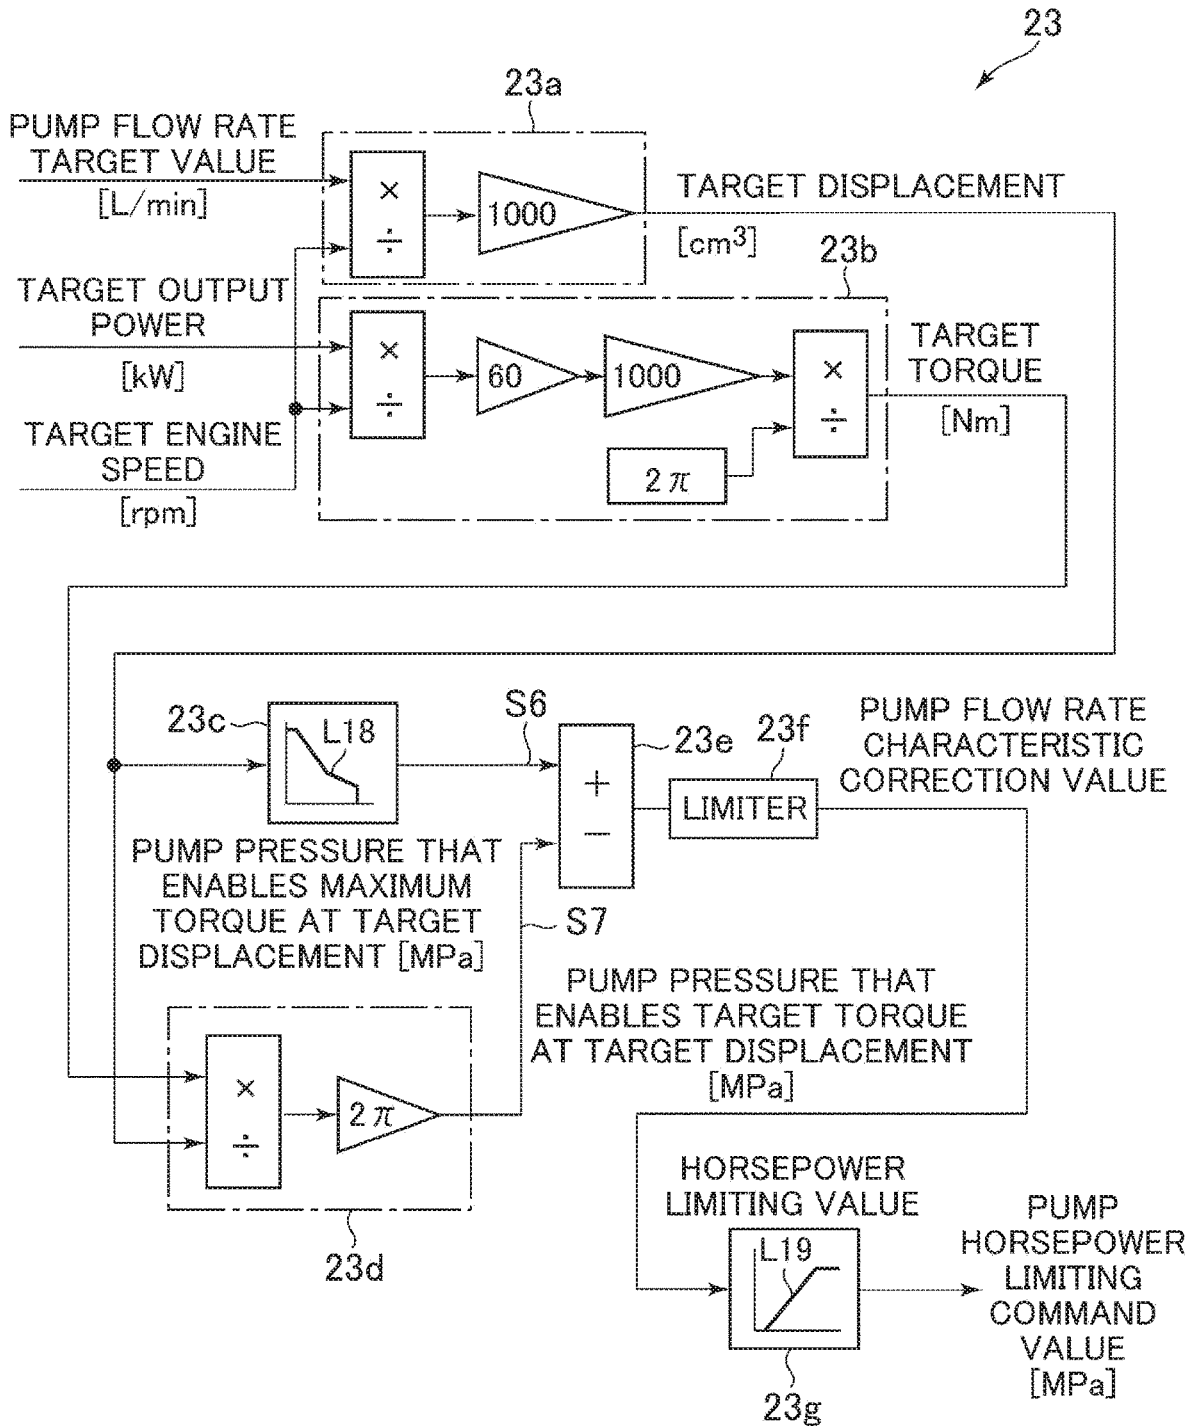 23
23a
PUMP FLOW RATE
TARGET VALUE
[L/min]
×
÷
1000
TARGET DISPLACEMENT
[cm³]
23b
TARGET OUTPUT
POWER
[kW]
×
÷
60
1000
×
÷
2π
TARGET
TORQUE
[Nm]
TARGET ENGINE
SPEED
[rpm]
23c
L18
S6
+
−
23e
23f
LIMITER
PUMP FLOW RATE
CHARACTERISTIC
CORRECTION VALUE
PUMP PRESSURE THAT
ENABLES MAXIMUM
TORQUE AT TARGET
DISPLACEMENT [MPa]
S7
PUMP PRESSURE THAT
ENABLES TARGET TORQUE
AT TARGET DISPLACEMENT
[MPa]
×
÷
2π
23d
HORSEPOWER
LIMITING VALUE
L19
23g
PUMP
HORSEPOWER
LIMITING
COMMAND
VALUE
[MPa]